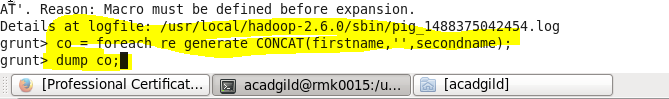 AT'. Reason: Macro must be defined before expansion.
Details at logfile: /usr/local/hadoop-2.6.0/sbin/pig_1488375042454.log
grunt> co = foreach re generate CONCAT(firstname,'',secondname);
grunt> dump co;
[Professional Certificat... acadgild@rmk0015:/u... [acadgild]